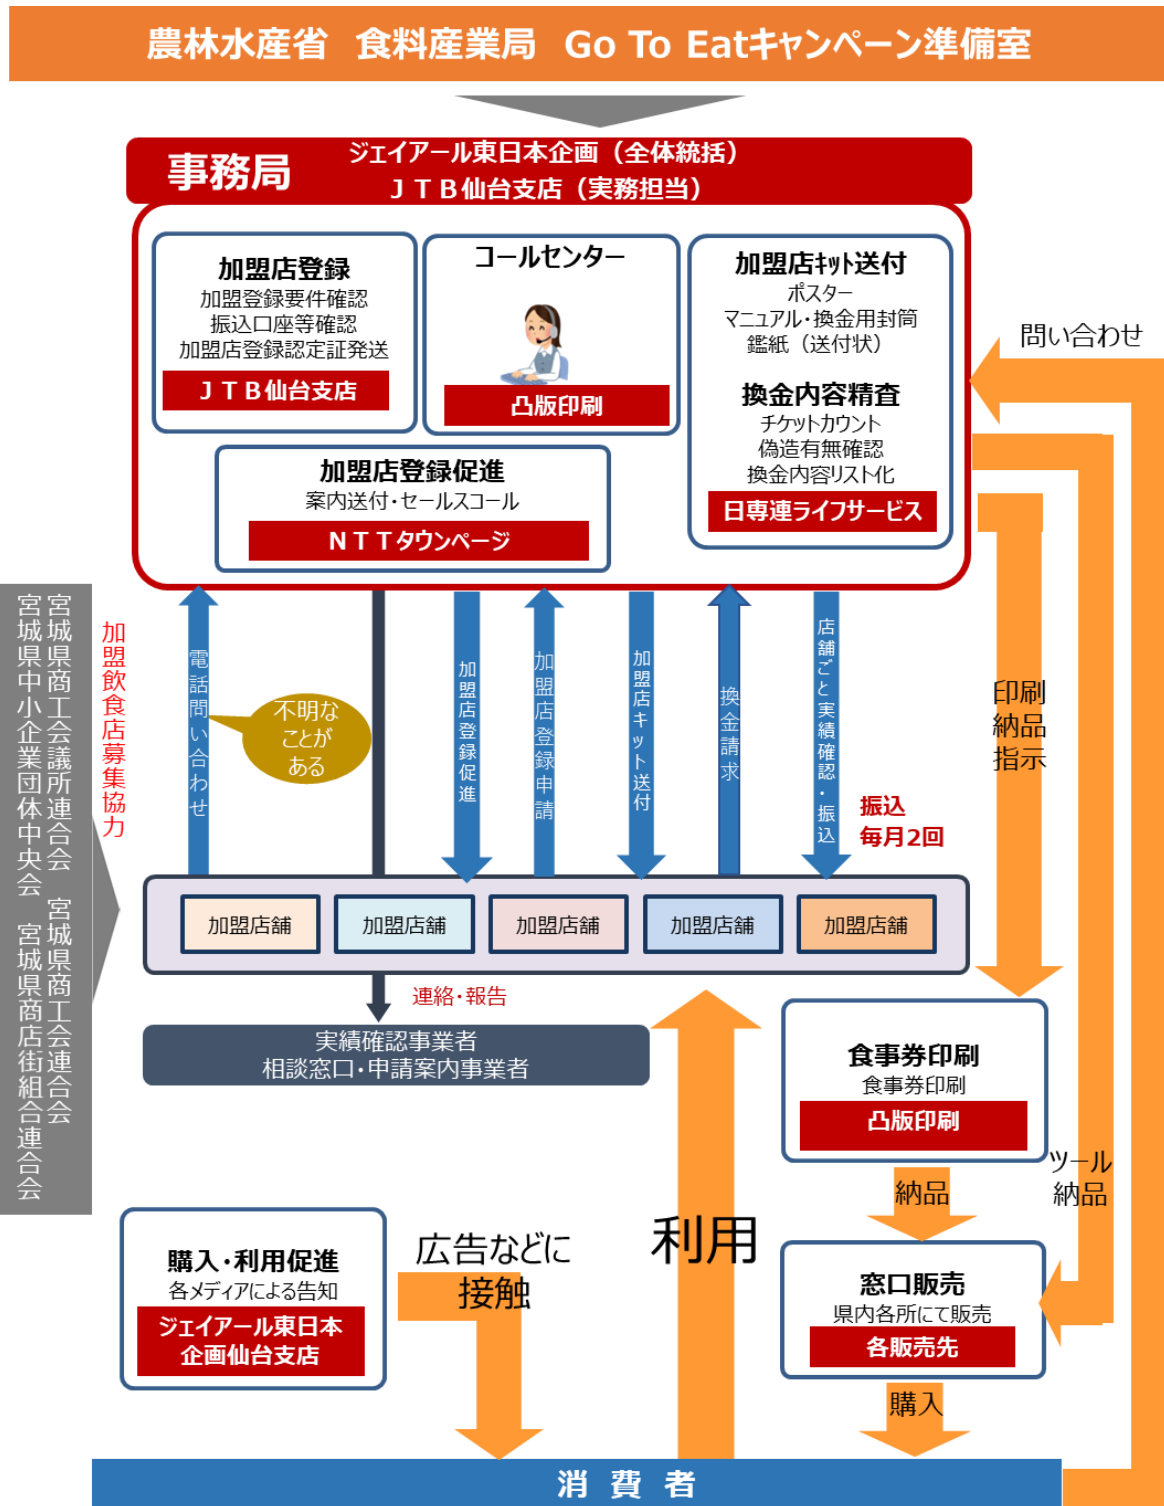 農林水産省 食料産業局 Go To Eatキャンペーン準備室
事務局
ジェイアール東日本企画（全体統括）
ＪＴＢ仙台支店（実務担当）
加盟店登録
加盟登録要件確認
振込口座等確認
加盟店登録認定証発送
ＪＴＢ仙台支店
コールセンター
凸版印刷
加盟店ｷｯﾄ送付
ポスター
マニュアル・換金用封筒
鑑紙（送付状）
換金内容精査
チケットカウント
偽造有無確認
換金内容リスト化
日専連ライフサービス
加盟店登録促進
案内送付・セールスコール
ＮＴＴタウンページ
問い合わせ
宮城県商工会議所連合会 宮城県商工会連合会
宮城県中小企業団体中央会 宮城県商店街組合連合会
加盟飲食店募集協力
電話問い合わせ
不明な
ことが
ある
加盟店登録促進
加盟店登録申請
加盟店キット送付
換金請求
店舗ごと実績確認・振込
振込
毎月2回
印刷
納品
指示
加盟店舗
加盟店舗
加盟店舗
加盟店舗
加盟店舗
連絡・報告
実績確認事業者
相談窓口・申請案内事業者
食事券印刷
食事券印刷
凸版印刷
納品
ツール
納品
窓口販売
県内各所にて販売
各販売先
購入
購入・利用促進
各メディアによる告知
ジェイアール東日本
企画仙台支店
広告などに
接触
利用
消費者